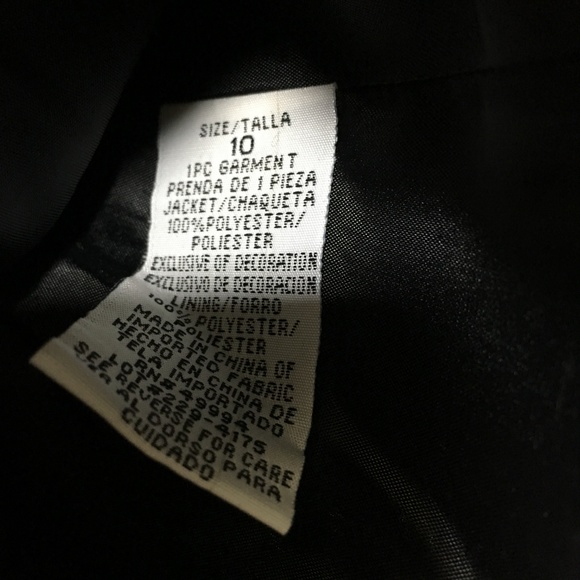 SIZE/TALLA
10
1PC GARMENT
PRENDA DE 1 PIEZA
JACKET/CHAQUETA
100%POLYESTER/
POLIESTER
EXCLUSIVE OF DECORATION
EXCLUSIVO DE DECORACION
LINING/FORRO
100% POLYESTER/
POLIESTER
MADE IN CHINA OF
IMPORTED FABRIC
HECHO EN CHINA DE
TELA IMPORTADO
SEE REVERSE FOR CARE
AL DORSO PARA
CUIDADO